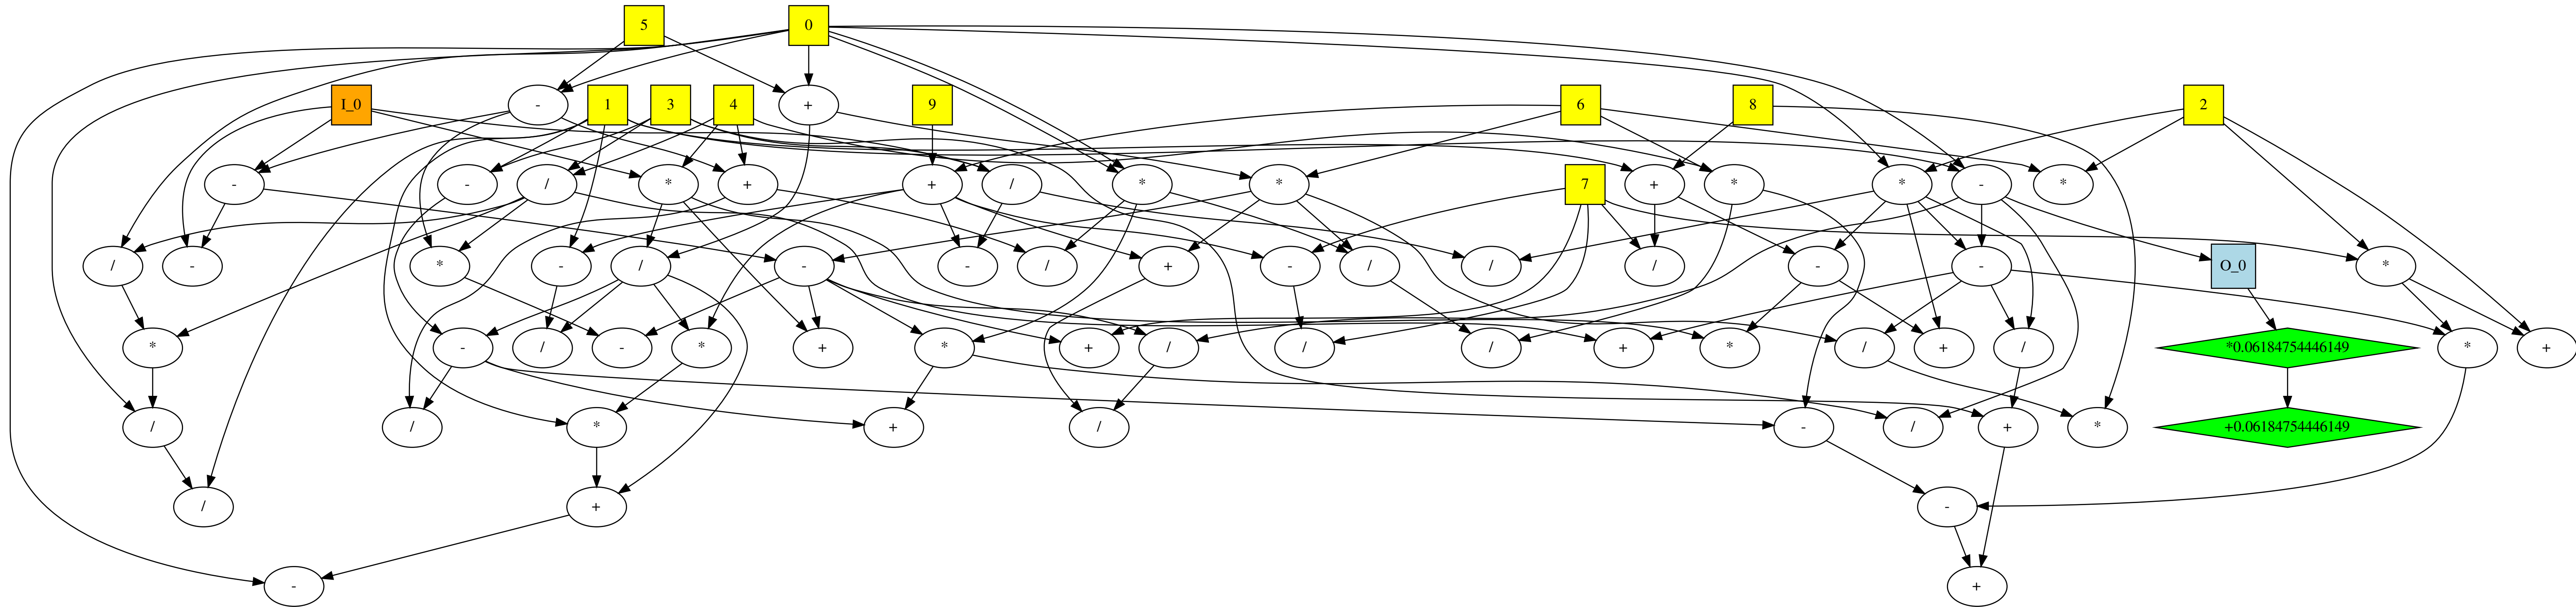 5 0
I_0 - 1 3 4 + 9 6 8 2
- - / * + + / * * 7 + * * - *
/ - * - / - - / + - / / / - - O_0 *
* - / - * + * + / / / + * / + / *0.06184754446149 * +
/ / * + / - / + * +0.06184754446149
/ + -
- +